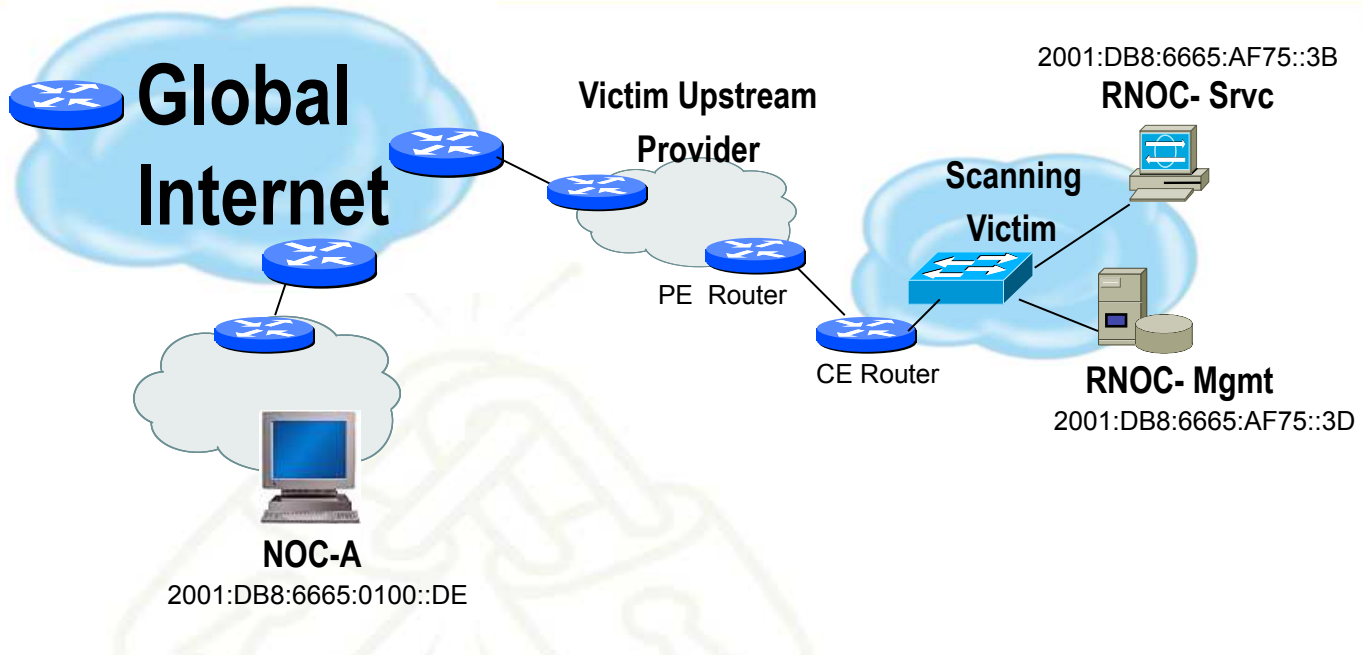 Global
Internet
Victim Upstream
Provider
2001:DB8:6665:AF75::3B
RNOC- Srvc
Scanning
Victim
PE Router
CE Router
RNOC- Mgmt
2001:DB8:6665:AF75::3D
NOC-A
2001:DB8:6665:0100::DE